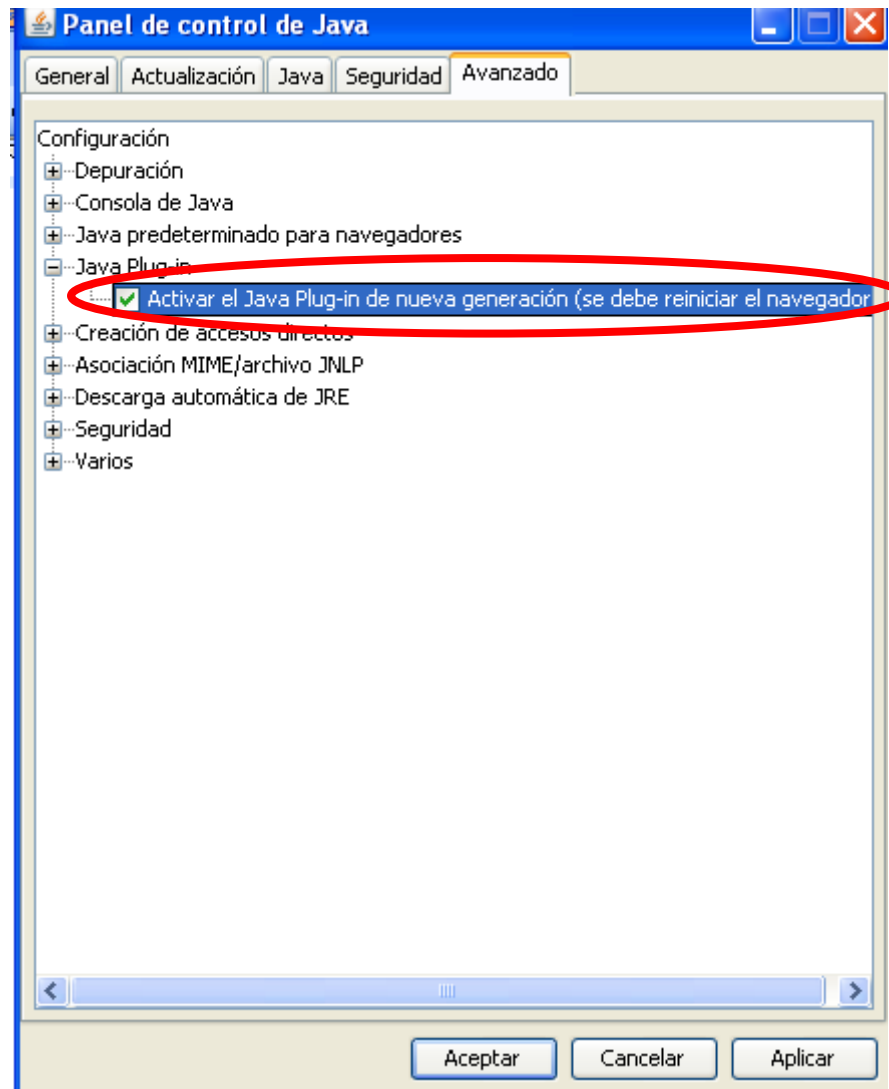 Panel de control de Java
General Actualización Java Seguridad Avanzado
Configuración
Depuración
Consola de Java
Java predeterminado para navegadores
Java Plug-in
Activar el Java Plug-in de nueva generación (se debe reiniciar el navegador
Creación de accesos directos
Asociación MIME/archivo JNLP
Descarga automática de JRE
Seguridad
Varios
Aceptar Cancelar Aplicar